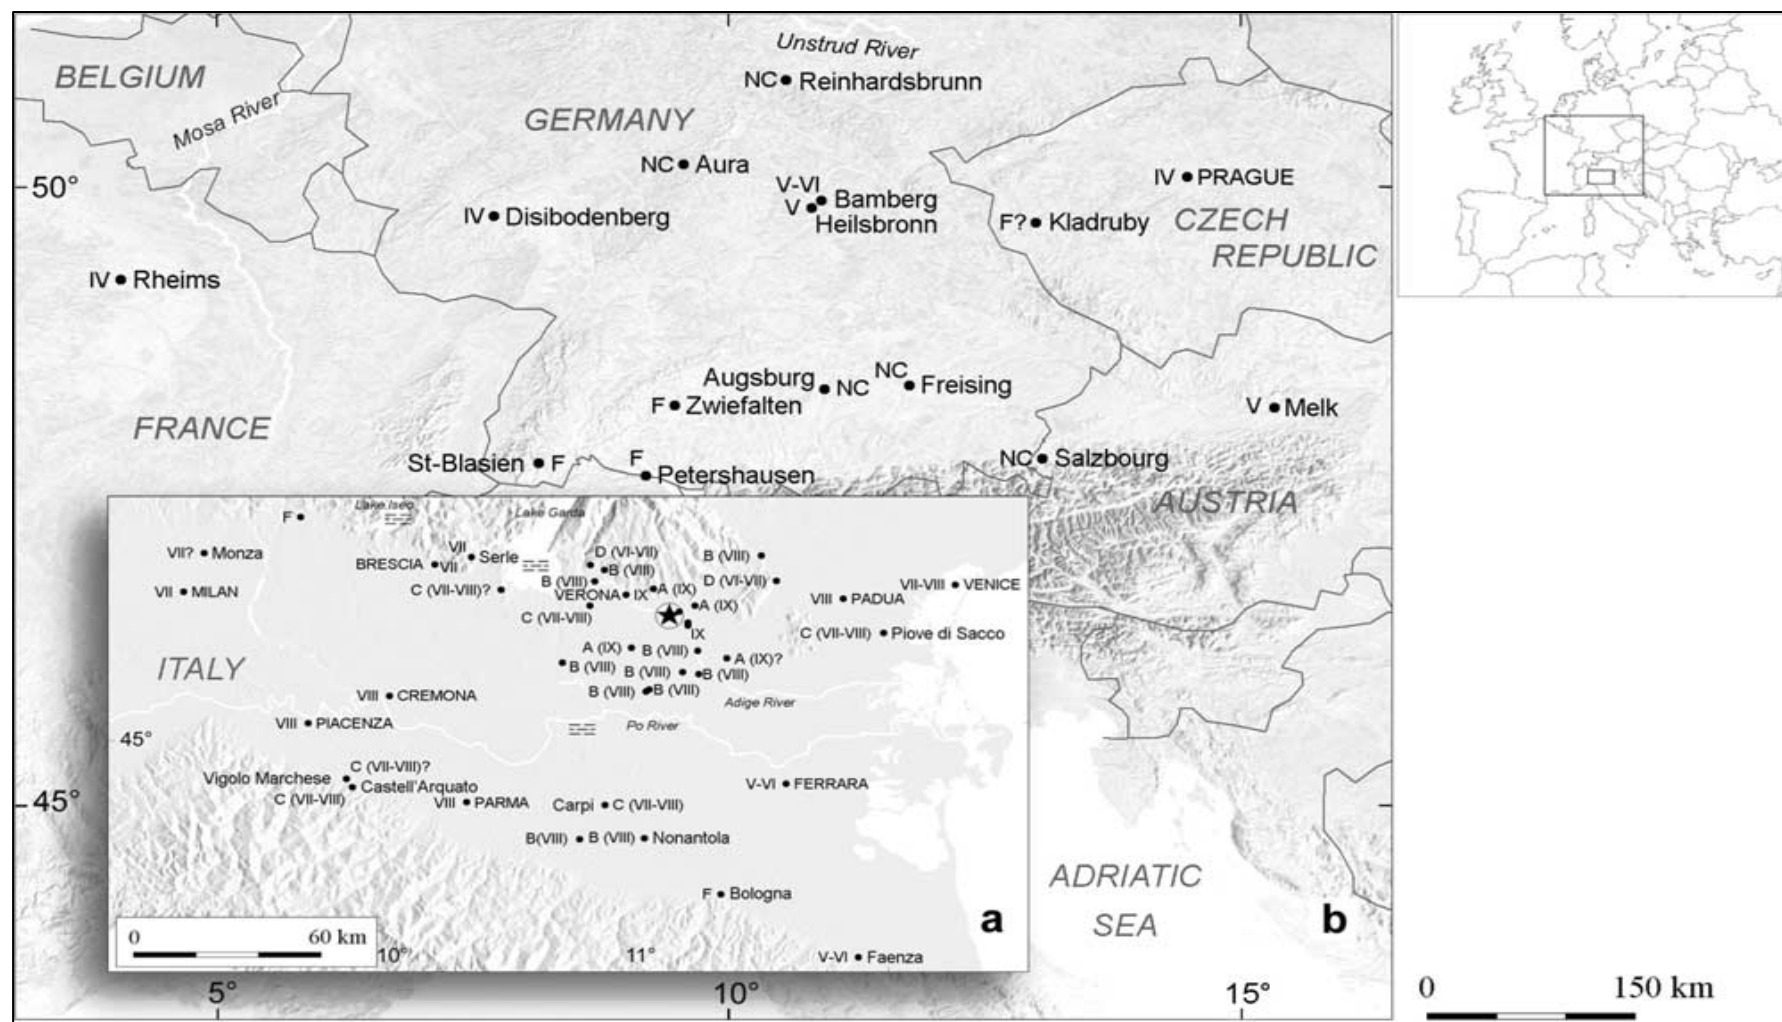 Unstrud River
BELGIUM
NC Reinhardsbrunn
Mosa River
GERMANY
NC Aura
50°
IV PRAGUE
V-VI Bamberg
V Heilsbronn
IV Disibodenberg
F? Kladruby
CZECH
REPUBLIC
IV Rheims
Augsburg NC
NC Freising
F Zwiefalten
V Melk
FRANCE
St-Blasien F
F Petershausen
NC Salzbourg
AUSTRIA
Lake Iseo
Lake Garda
F
VII? Monza
VII Serle
BRESCIA VII
D (VI-VII)
B (VIII)
B (VIII)
B (VIII)
D (VI-VII)
VII MILAN
C (VII-VIII)?
VERONA IX
A (IX)
VII-VIII VENICE
VIII PADUA
C (VII-VIII)
A (IX)
IX
C (VII-VIII) Piove di Sacco
A (IX)
B (VIII)
A (IX)?
B (VIII)
B (VIII)
B (VIII)
B (VIII)
B (VIII)
ITALY
VIII CREMONA
Adige River
VIII PIACENZA
Po River
45°
C (VII-VIII)?
Vigolo Marchese
Castell'Arquato
C (VII-VIII)
VIII PARMA
Carpi C (VII-VIII)
V-VI FERRARA
45°
B(VIII)
B (VIII) Nonantola
F Bologna
ADRIATIC
SEA
a
b
0 60 km
10°
11°
V-VI Faenza
5°
10°
15°
0 150 km